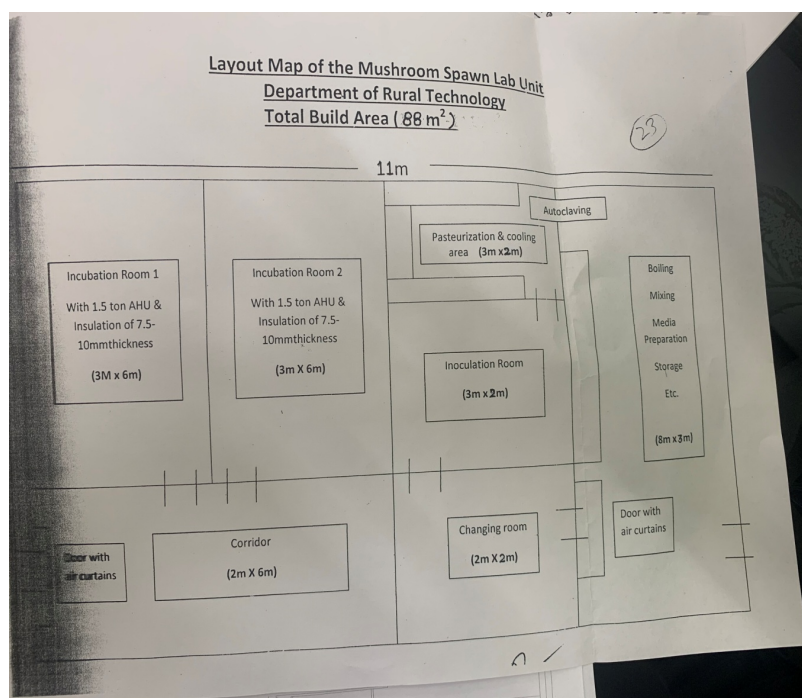 Layout Map of the Mushroom Spawn Lab Unit
Department of Rural Technology
Total Build Area ( 88 m² )
23
11m
Autoclaving
Pasteurization & cooling
area (3m x2m)
Incubation Room 1
With 1.5 ton AHU &
Insulation of 7.5-
10mmthickness
(3M x 6m)
Incubation Room 2
With 1.5 ton AHU &
Insulation of 7.5-
10mmthickness
(3m X 6m)
Boiling
Mixing
Media
Preparation
Storage
Etc.
(8m x3m)
Inoculation Room
(3m x2m)
Door with
air curtains
Corridor
(2m X 6m)
Changing room
(2m X2m)
Door with
air curtains